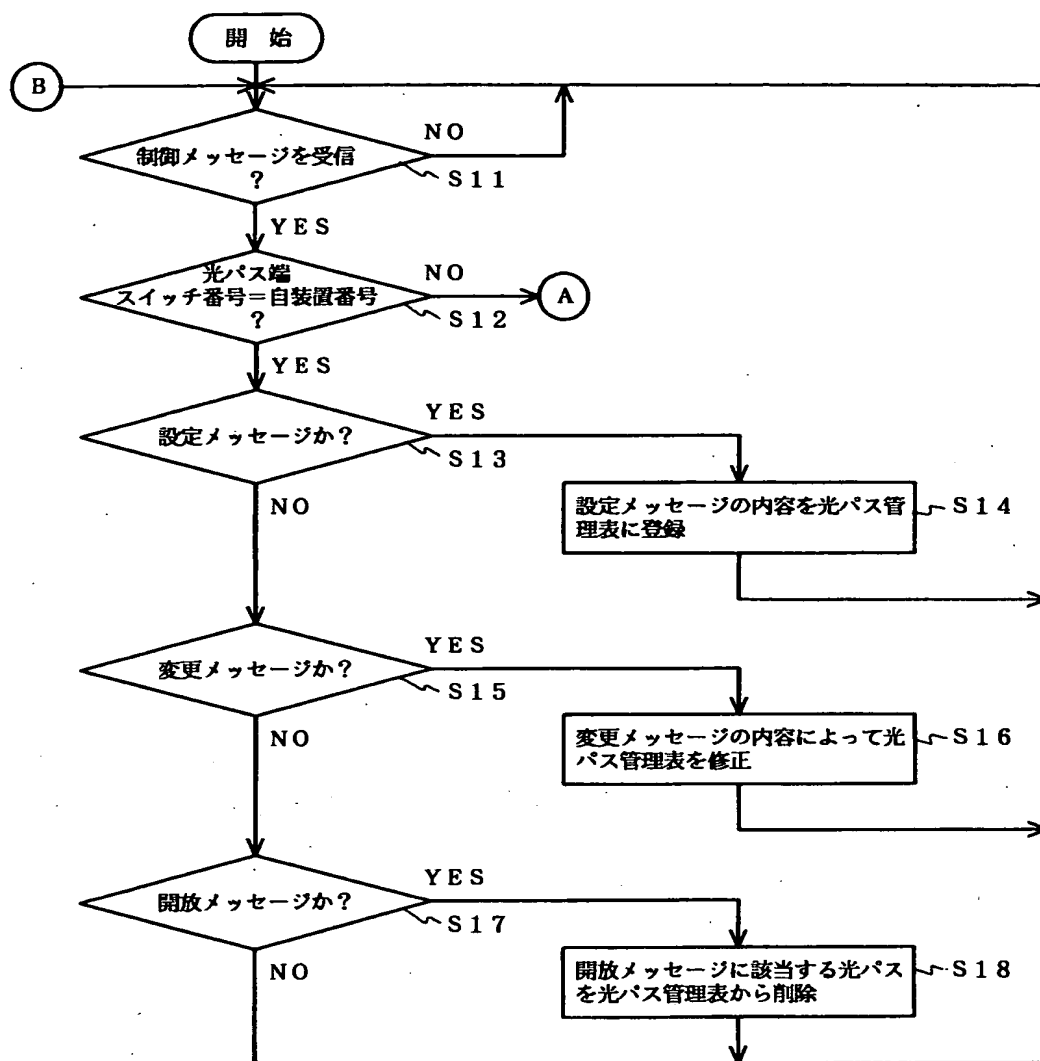 開 始
B
制御メッセージを受信
?
NO
S11
YES
光パス端
スイッチ番号=自装置番号
?
NO
S12
A
YES
設定メッセージか?
YES
S13
NO
設定メッセージの内容を光パス管
理表に登録
S14
変更メッセージか?
YES
S15
NO
変更メッセージの内容によって光
パス管理表を修正
S16
開放メッセージか?
YES
S17
NO
開放メッセージに該当する光パス
を光パス管理表から削除
S18